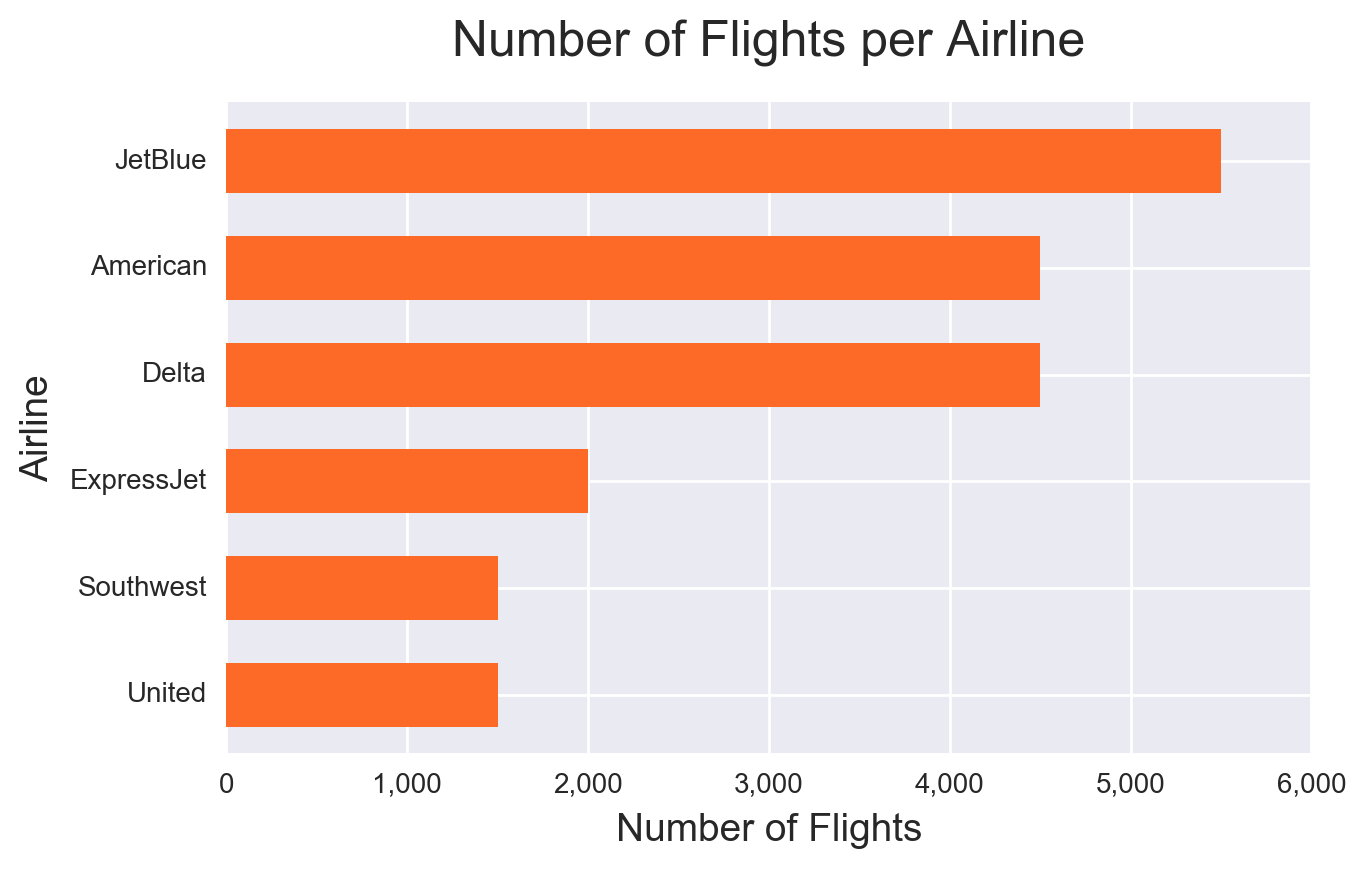 Number of Flights per Airline
JetBlue
American
Delta
ExpressJet
Southwest
United
Airline
0 1,000 2,000 3,000 4,000 5,000 6,000
Number of Flights